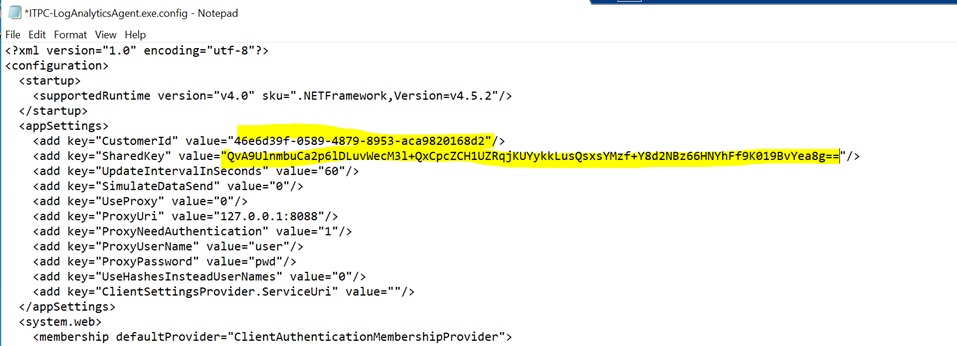 *ITPC-LogAnalyticsAgent.exe.config - Notepad
File Edit Format View Help
<?xml version="1.0" encoding="utf-8"?>
<configuration>
<startup>
<supportedRuntime version="v4.0" sku=".NETFramework,Version=v4.5.2"/>
</startup>
<appSettings>
<add key="CustomerId" value="46e6d39f-0589-4879-8953-aca9820168d2"/>
<add key="SharedKey" value="QvA9UlnmbuCa2p6lDLuvWecM3l+QxCpcZCH1UZRqjKUYykkLusQsxsYMzf+Y8d2NBz66HNYhFf9K019BvYea8g=="/>
<add key="UpdateIntervalInSeconds" value="60"/>
<add key="SimulateDataSend" value="0"/>
<add key="UseProxy" value="0"/>
<add key="ProxyUri" value="127.0.0.1:8088"/>
<add key="ProxyNeedAuthentication" value="1"/>
<add key="ProxyUserName" value="user"/>
<add key="ProxyPassword" value="pwd"/>
<add key="UseHashesInsteadUserNames" value="0"/>
<add key="ClientSettingsProvider.ServiceUri" value=""/>
</appSettings>
<system.web>
<membership defaultProvider="ClientAuthenticationMembershipProvider">